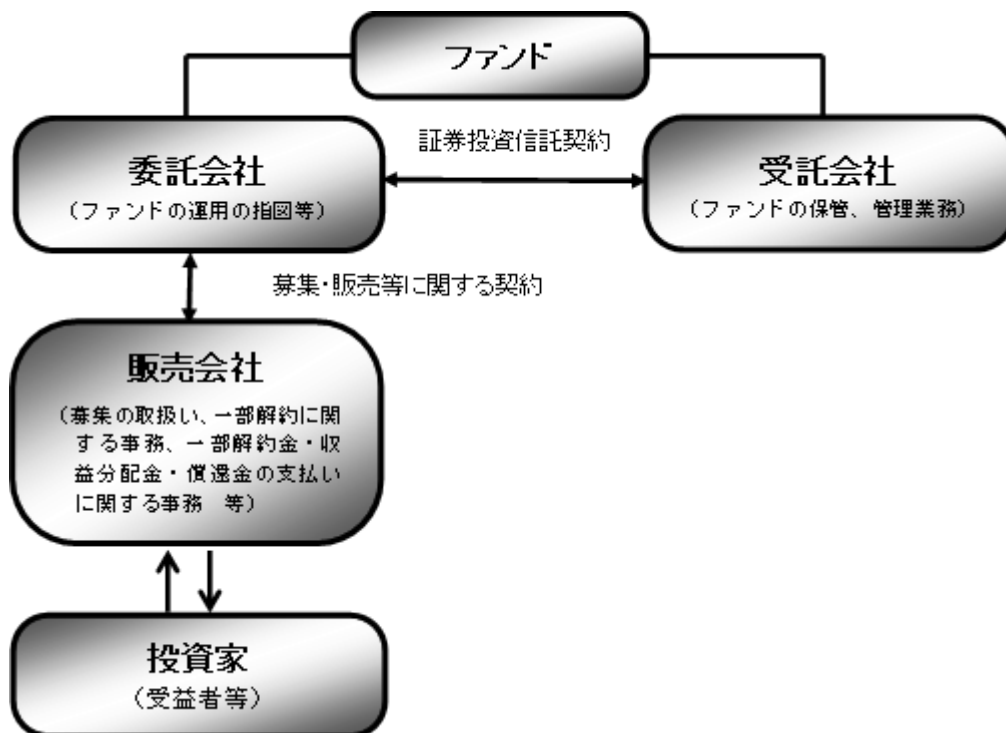 ファンド
証券投資信託契約
委託会社
(ファンドの運用の指図等)
受託会社
(ファンドの保管、管理業務)
募集・販売等に関する契約
販売会社
(募集の取扱い、一部解約に関
する事務、一部解約金・収
益分配金・償還金の支払い
に関する事務 等)
投資家
(受益者等)